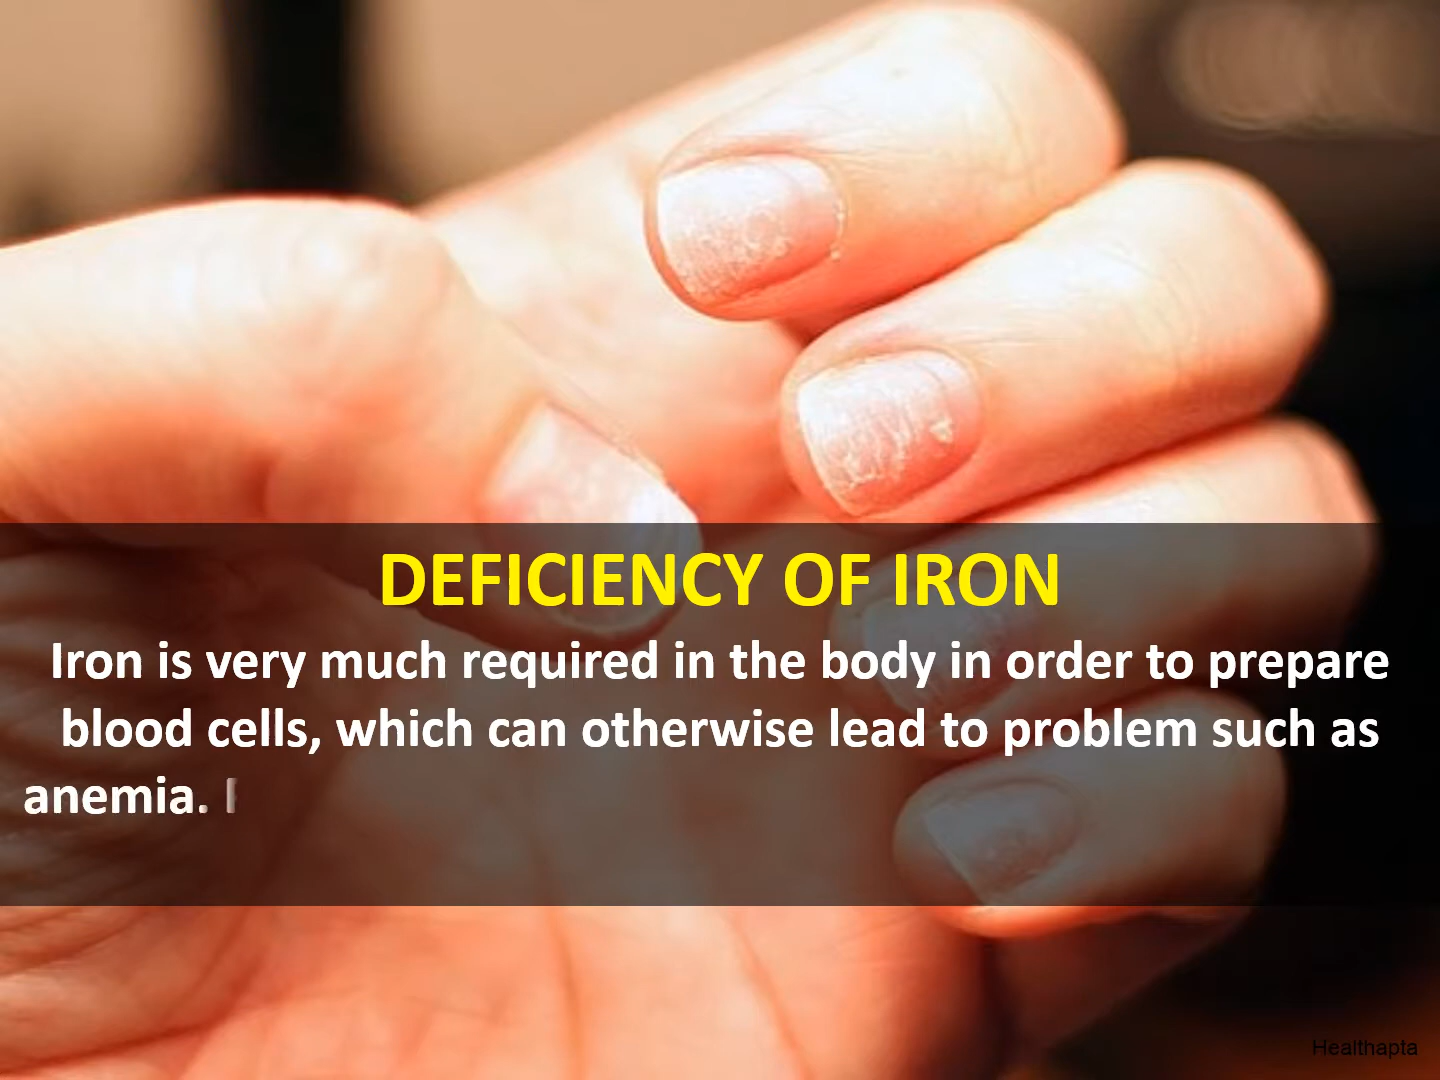 DEFICIENCY OF IRON
Iron is very much required in the body in order to prepare
blood cells, which can otherwise lead to problem such as
anemia.
Healthapta